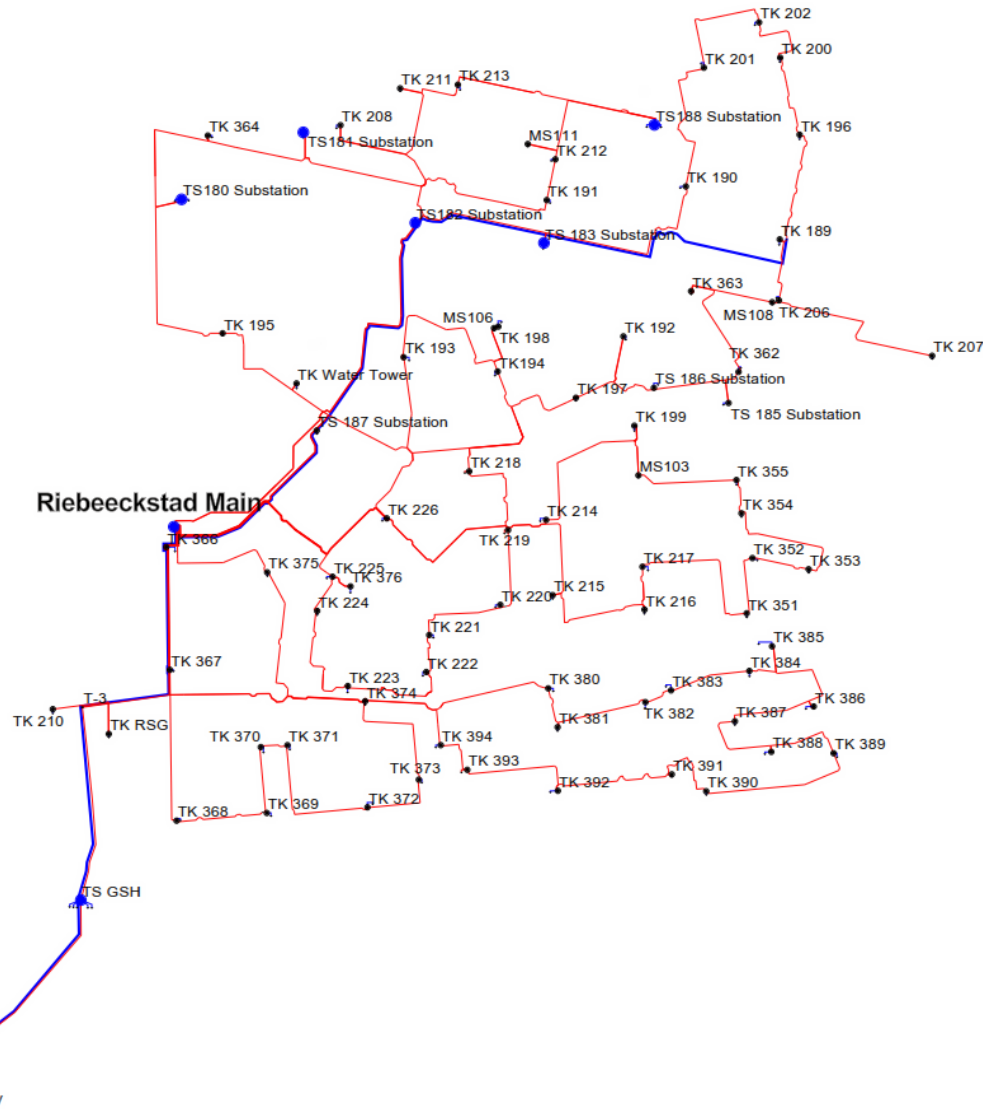 TK 202
TK 200
TK 201
TK 211
TK 213
TK 208
TS188 Substation
TK 364
TS181 Substation
MS111
TK 196
TK 212
TK 190
TS180 Substation
TK 191
TS182 Substation
TS 183 Substation
TK 189
TK 363
MS108
TK 206
MS106
TK 198
TK 192
TK 195
TK 193
TK 207
TK 362
TK194
TK Water Tower
TK 197
TS 186 Substation
TS 185 Substation
TS 187 Substation
TK 199
TK 218
MS103
TK 355
Riebeeckstad Main
TK 226
TK 214
TK 354
TK 366
TK 219
TK 375
TK 225
TK 376
TK 217
TK 352
TK 353
TK 224
TK 220
TK 215
TK 216
TK 351
TK 221
TK 385
TK 367
TK 222
TK 223
TK 384
TK 374
TK 380
TK 383
T-3
TK 386
TK 210
TK RSG
TK 381
TK 382
TK 387
TK 370
TK 371
TK 394
TK 388
TK 389
TK 393
TK 373
TK 391
TK 392
TK 390
TK 368
TK 369
TK 372
TS GSH